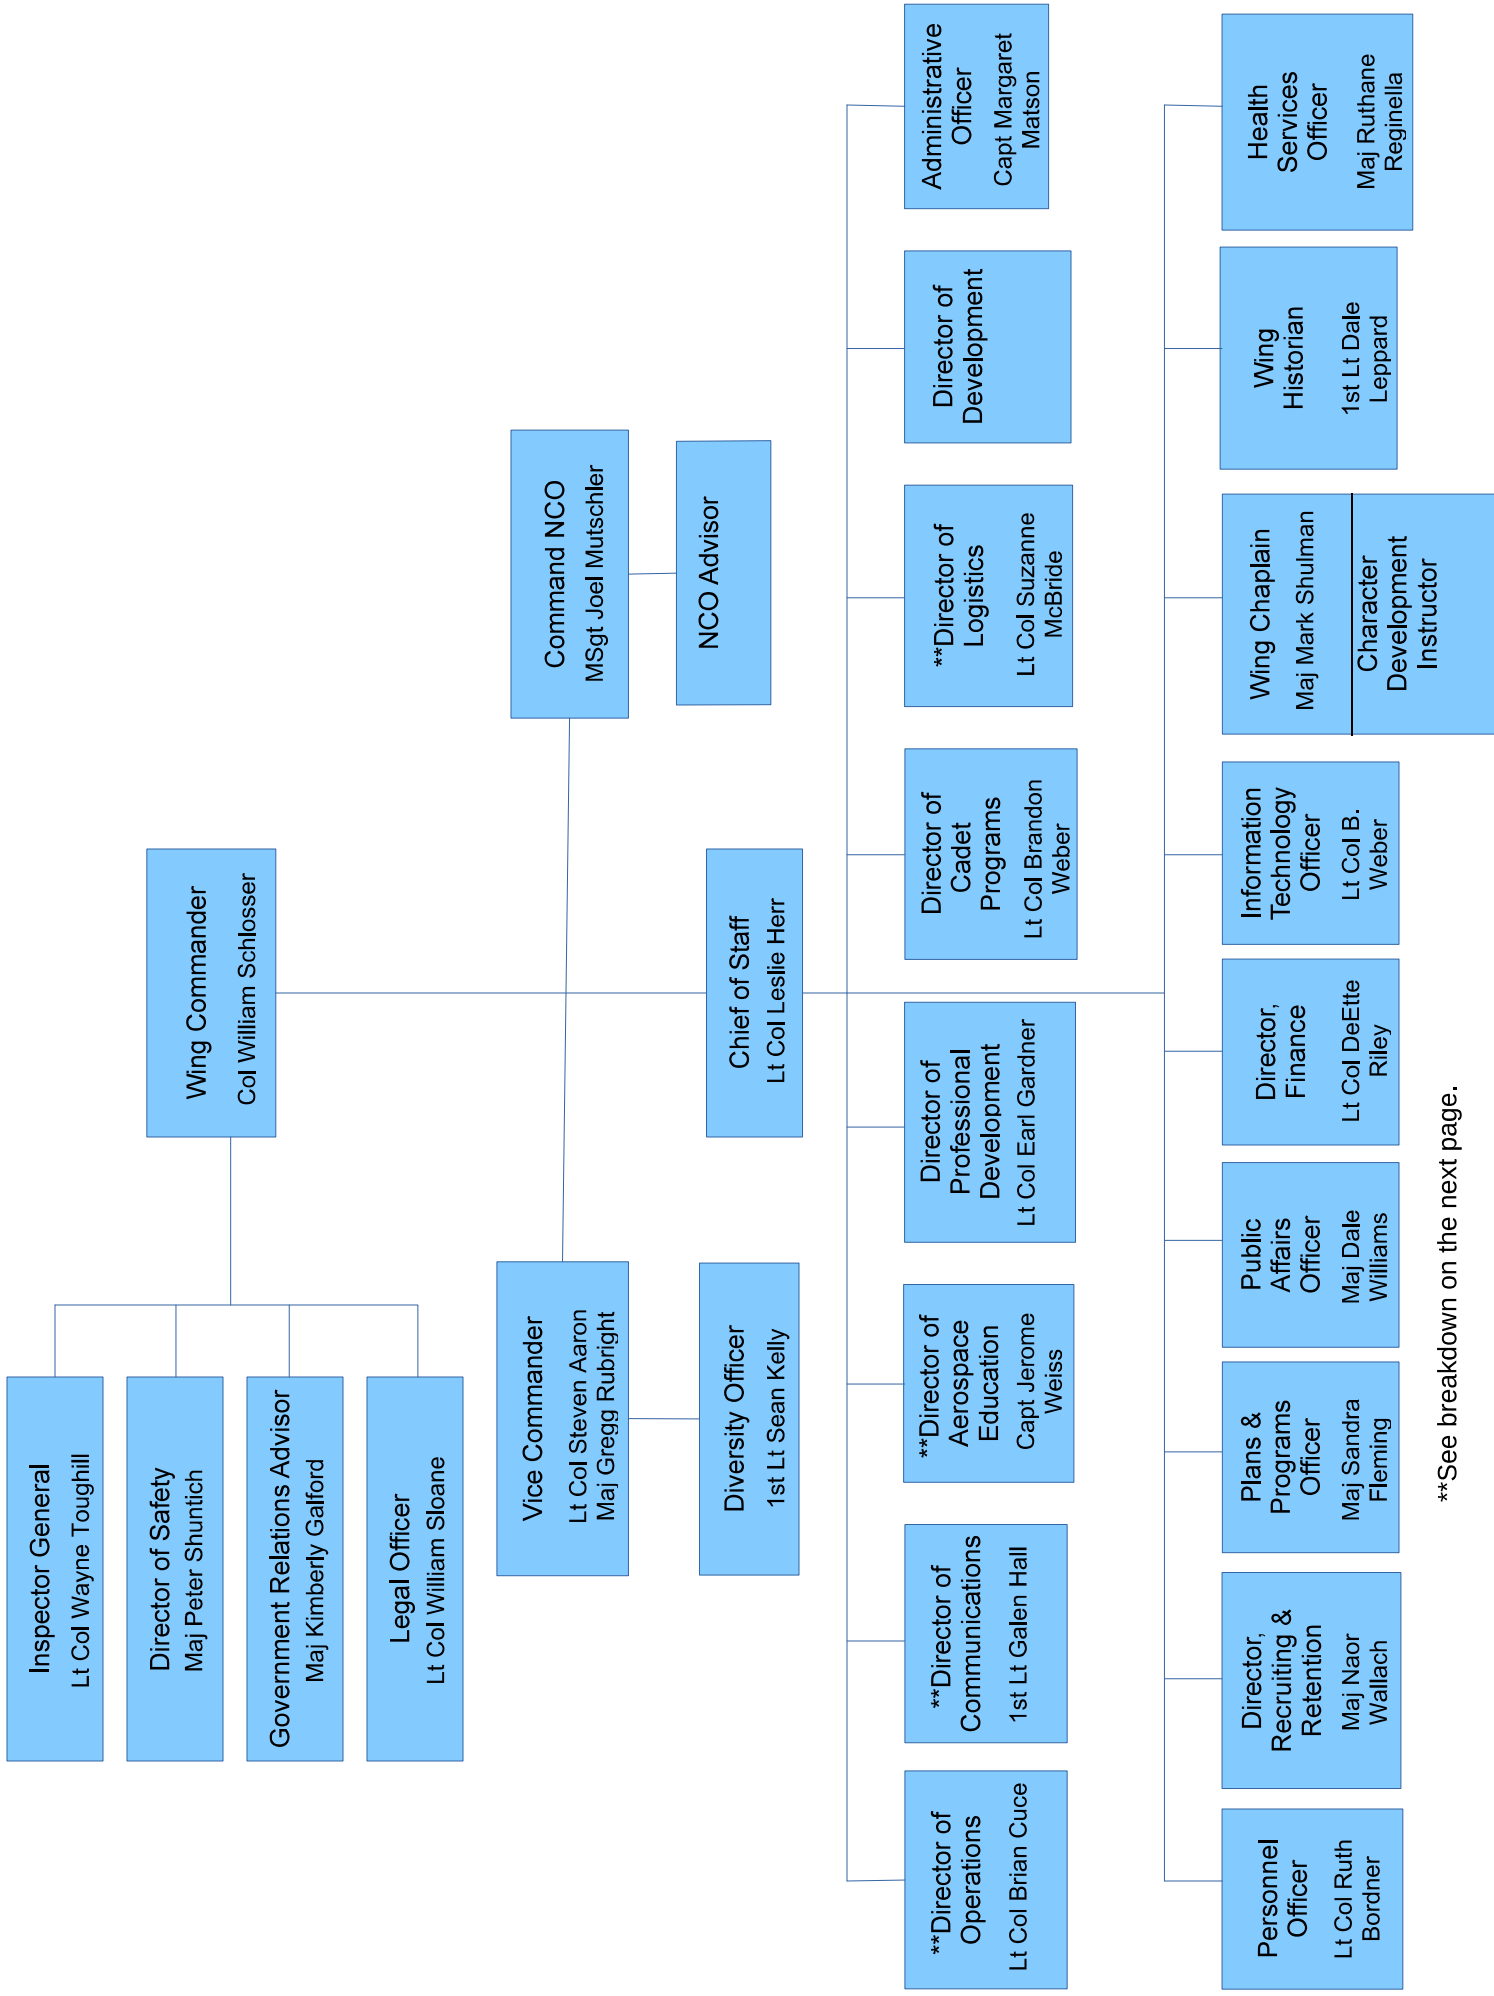 Wing Commander
Col William Schlosser
Inspector General
Lt Col Wayne Toughill
Director of Safety
Maj Peter Shuntich
Government Relations Advisor
Maj Kimberly Galford
Legal Officer
Lt Col William Sloane
Vice Commander
Lt Col Steven Aaron
Maj Gregg Rubright
Command NCO
MSgt Joel Mutschler
Diversity Officer
1st Lt Sean Kelly
Chief of Staff
Lt Col Leslie Herr
NCO Advisor
**Director of
Operations
Lt Col Brian Cuce
**Director of
Communications
1st Lt Galen Hall
**Director of
Aerospace
Education
Capt Jerome
Weiss
Director of
Professional
Development
Lt Col Earl Gardner
Director of
Cadet
Programs
Lt Col Brandon
Weber
**Director of
Logistics
Lt Col Suzanne
McBride
Director of
Development
Administrative
Officer
Capt Margaret
Matson
Personnel
Officer
Lt Col Ruth
Bordner
Director,
Recruiting &
Retention
Maj Naor
Wallach
Plans &
Programs
Officer
Maj Sandra
Fleming
Public
Affairs
Officer
Maj Dale
Williams
Director,
Finance
Lt Col DeEtte
Riley
Information
Technology
Officer
Lt Col B.
Weber
Wing Chaplain
Maj Mark Shulman
Character
Development
Instructor
Wing
Historian
1st Lt Dale
Leppard
Health
Services
Officer
Maj Ruthane
Reginella
**See breakdown on the next page.